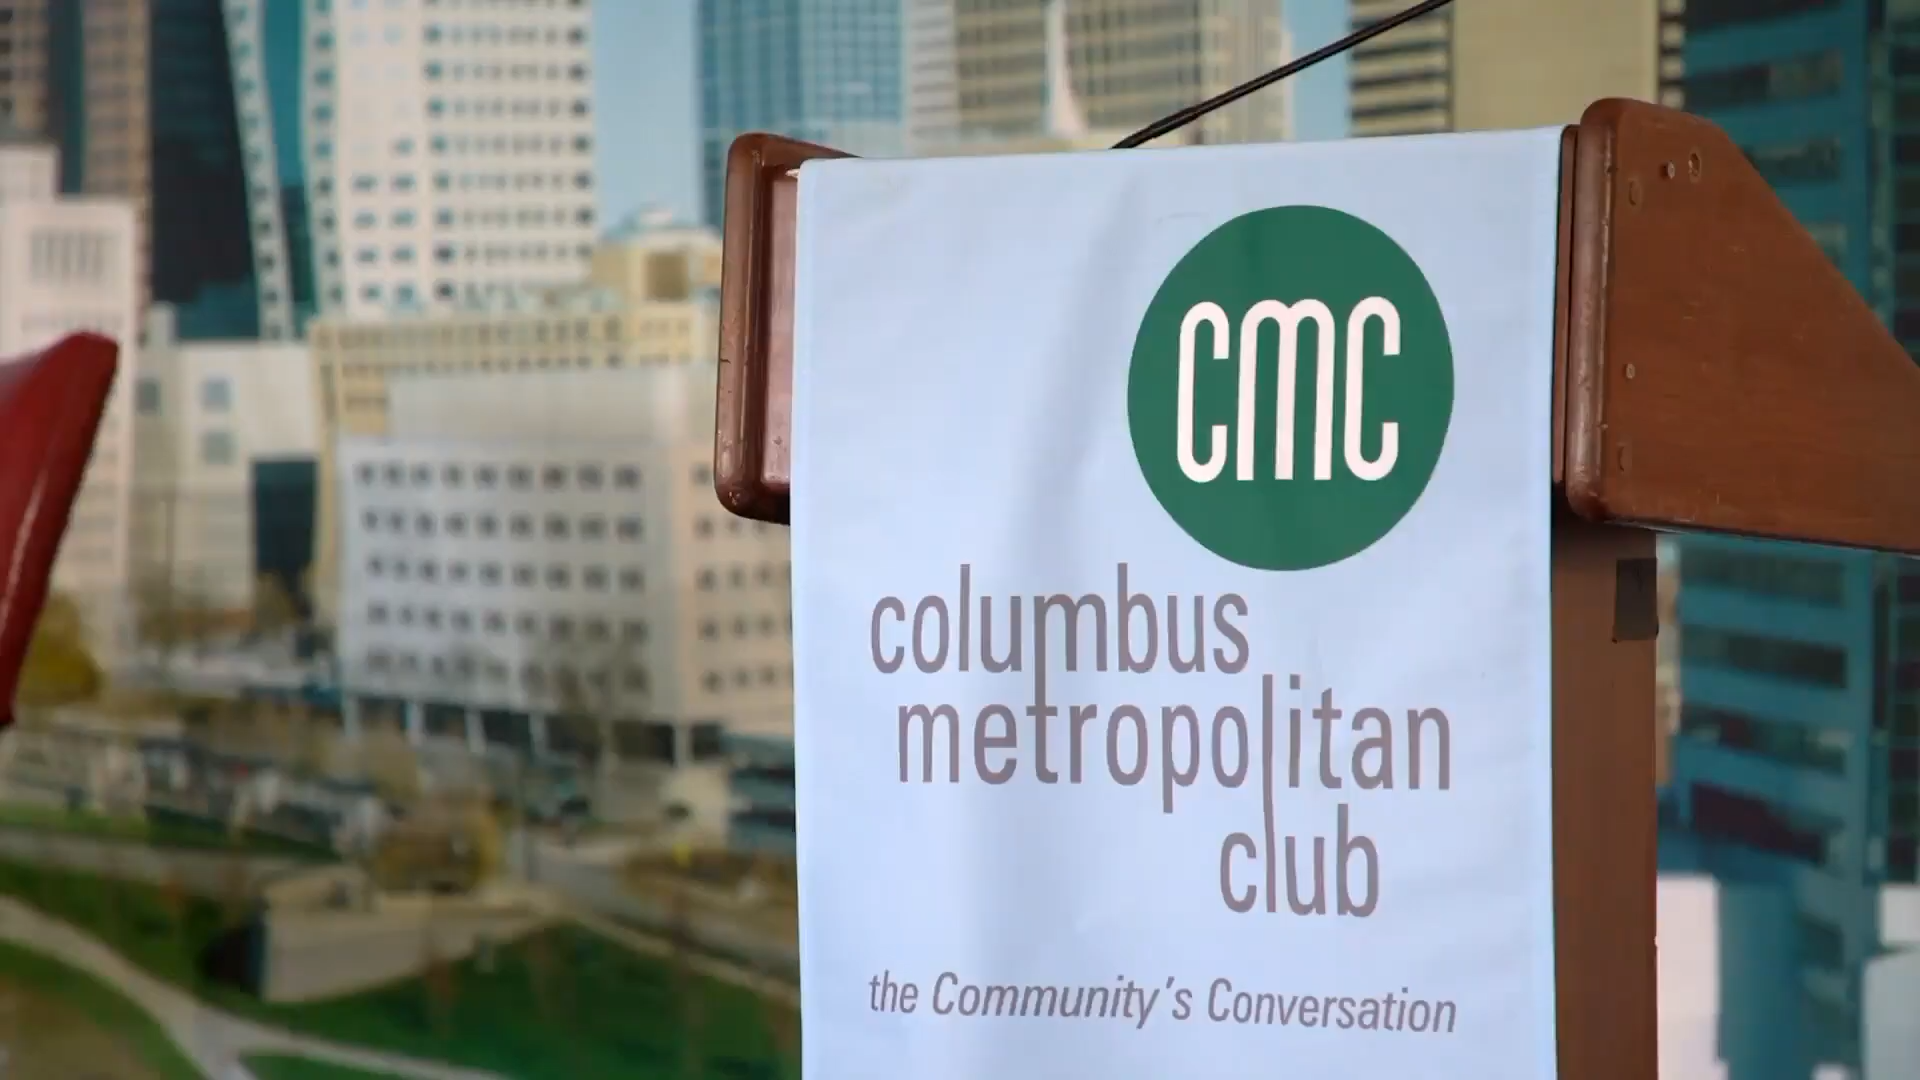 cmc
columbus
metropolitan
club
the Community's Conversation